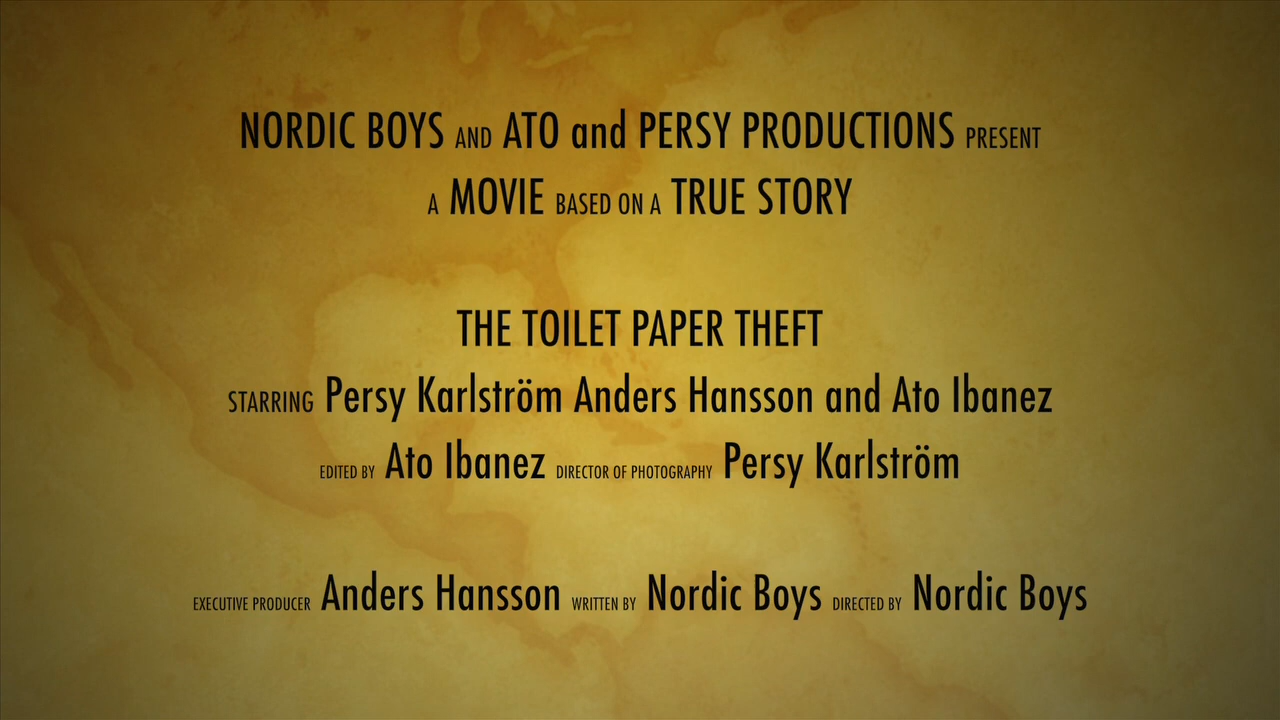 NORDIC BOYS AND ATO and PERSY PRODUCTIONS PRESENT
A MOVIE BASED ON A TRUE STORY
THE TOILET PAPER THEFT
STARRING Persy Karlström Anders Hansson and Ato Ibanez
EDITED BY Ato Ibanez DIRECTOR OF PHOTOGRAPHY Persy Karlström
EXECUTIVE PRODUCER Anders Hansson WRITTEN BY Nordic Boys DIRECTED BY Nordic Boys